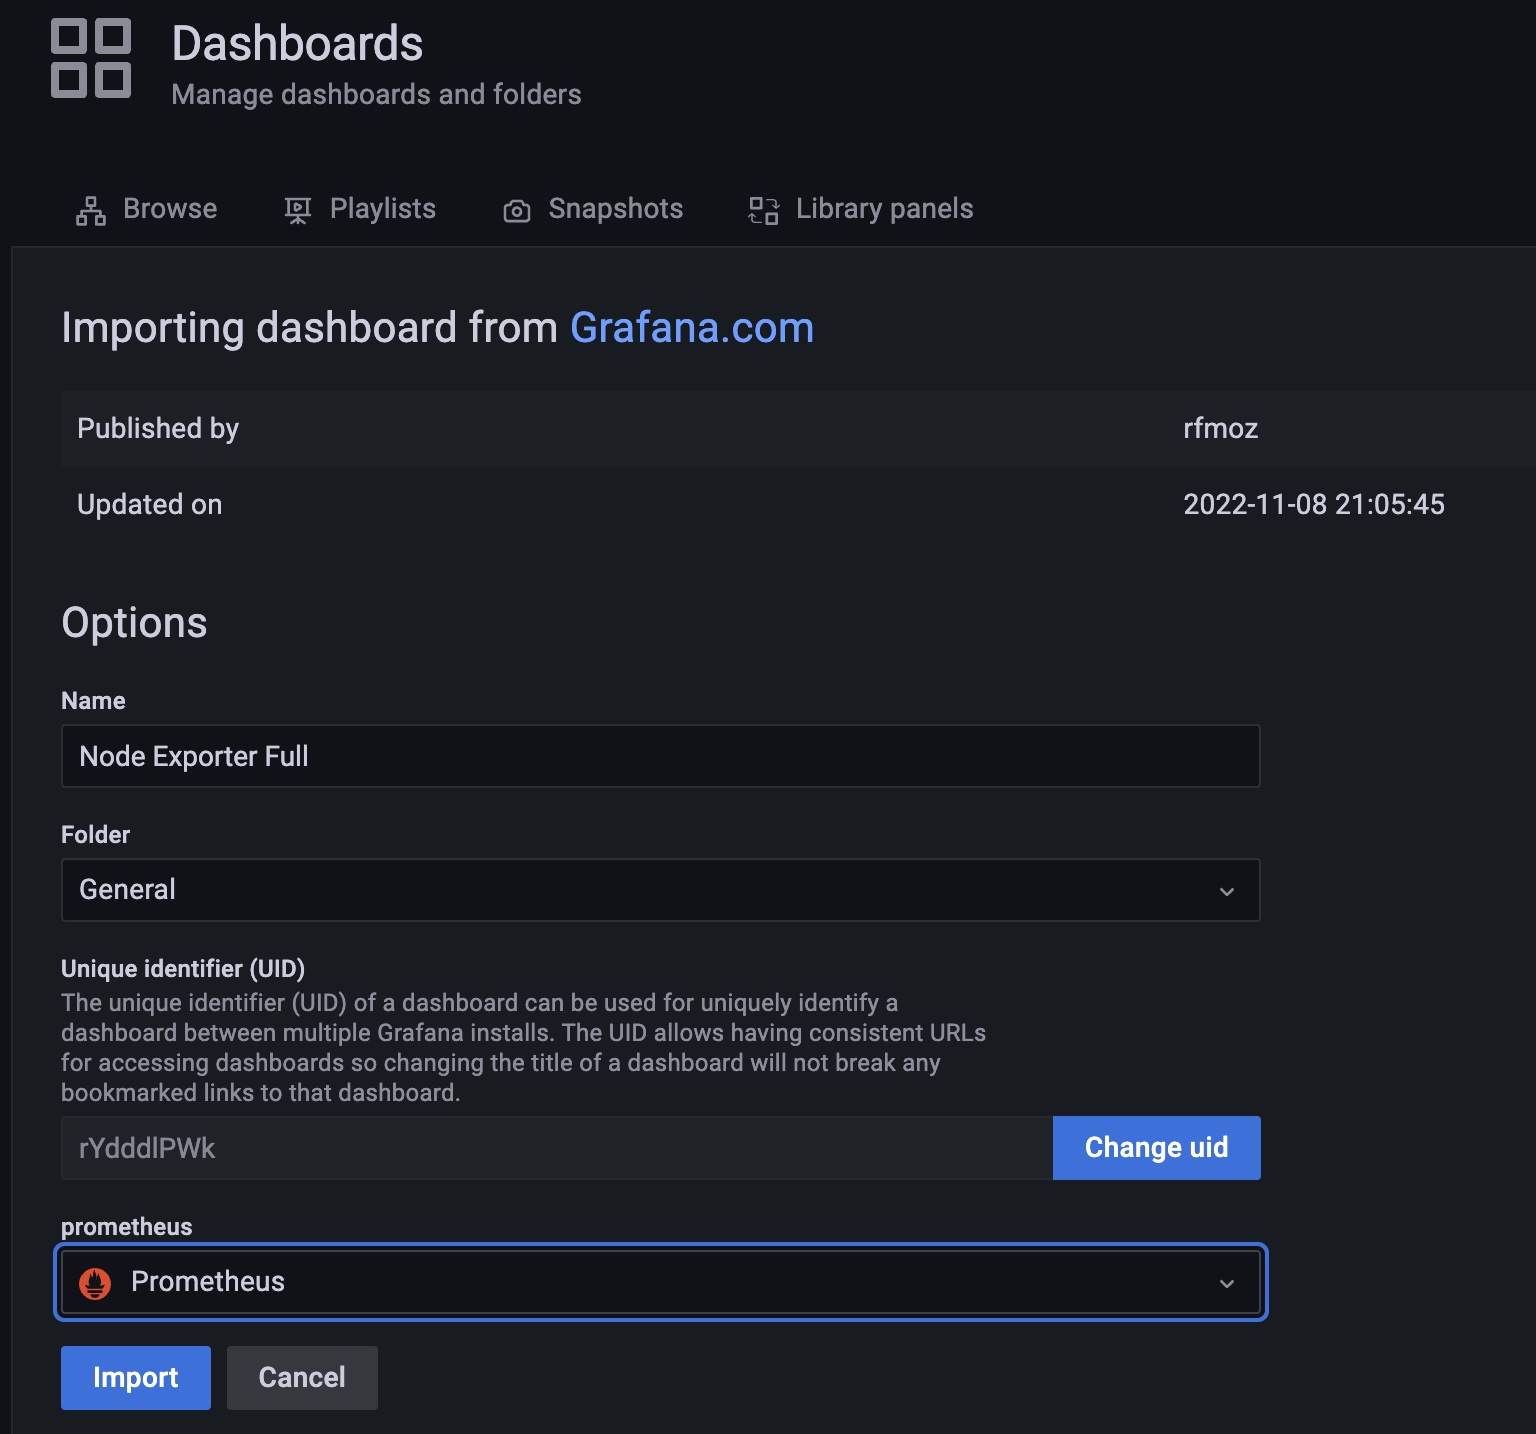 Dashboards
Manage dashboards and folders
Browse Playlists Snapshots Library panels
Importing dashboard from Grafana.com
Published by rfmoz
Updated on 2022-11-08 21:05:45
Options
Name
Node Exporter Full
Folder
General
Unique identifier (UID)
The unique identifier (UID) of a dashboard can be used for uniquely identify a
dashboard between multiple Grafana installs. The UID allows having consistent URLs
for accessing dashboards so changing the title of a dashboard will not break any
bookmarked links to that dashboard.
rYdddlPWk Change uid
prometheus
Prometheus
Import Cancel